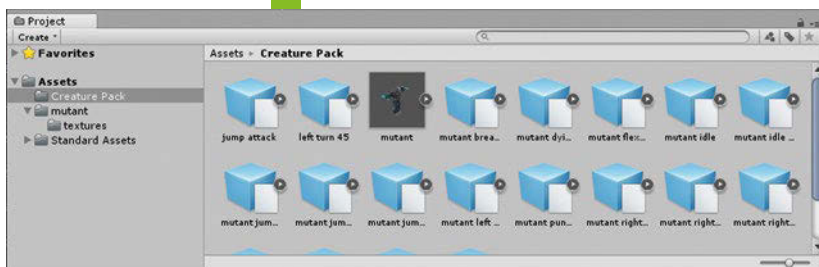 Project
Create
Favorites
Assets ▸ Creature Pack
Assets
Creature Pack
mutant
textures
Standard Assets
jump attack left turn 45 mutant mutant brea... mutant dyi... mutant flex... mutant idle mutant idle ...
mutant jum... mutant jum... mutant jum... mutant left ... mutant pun... mutant right... mutant right... mutant right...